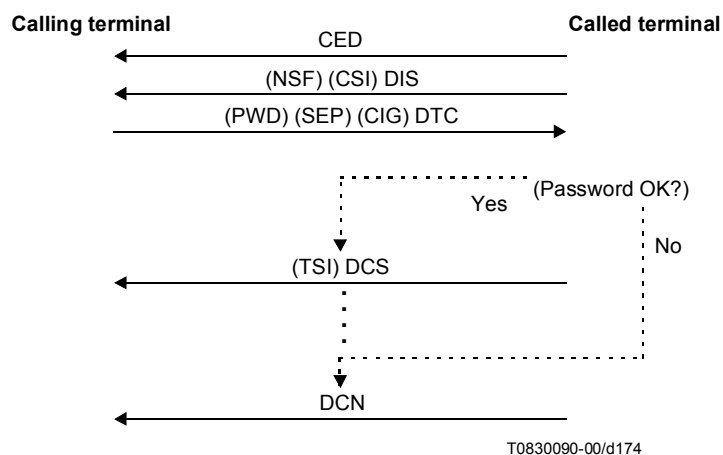 Calling terminal
Called terminal
CED
(NSF) (CSI) DIS
(PWD) (SEP) (CIG) DTC
(Password OK?)
Yes
No
(TSI) DCS
DCN
T0830090-00/d174